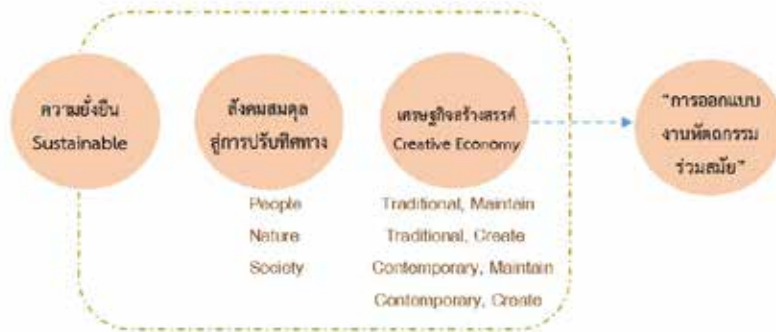 ความยั่งยืน
Sustainable
สังคมสมดุล
สู่การปรับทิศทาง
เศรษฐกิจสร้างสรรค์
Creative Economy
“การออกแบบ
งานหัตถกรรม
ร่วมสมัย”
People
Nature
Society
Traditional, Maintain
Traditional, Create
Contemporary, Maintain
Contemporary, Create